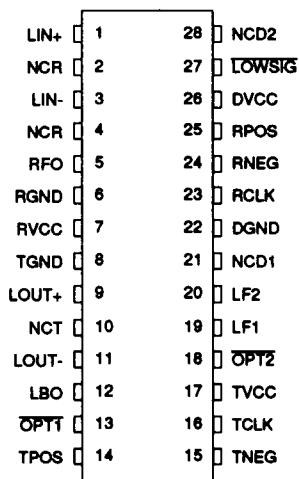 LIN+ 1 28 NCD2
NCR 2 27 LOWSIG
LIN- 3 26 DVCC
NCR 4 25 RPOS
RFO 5 24 RNEG
RGND 6 23 RCLK
RVCC 7 22 DGND
TGND 8 21 NCD1
LOUT+ 9 20 LF2
NCT 10 19 LF1
LOUT- 11 18 OPT2
LBO 12 17 TVCC
OPT1 13 16 TCLK
TPOS 14 15 TNEG